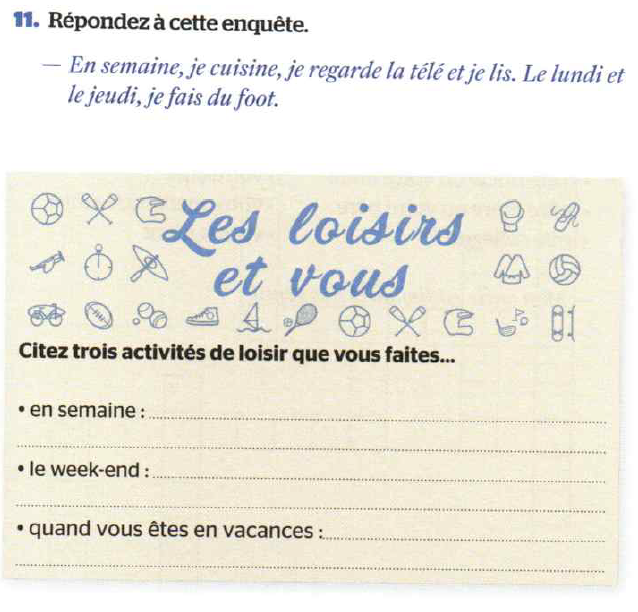 11. Répondez à cette enquête.
— En semaine, je cuisine, je regarde la télé et je lis. Le lundi et
le jeudi, je fais du foot.
Les loisirs
et vous
Citez trois activités de loisir que vous faites...
• en semaine :
• le week-end :
• quand vous êtes en vacances :